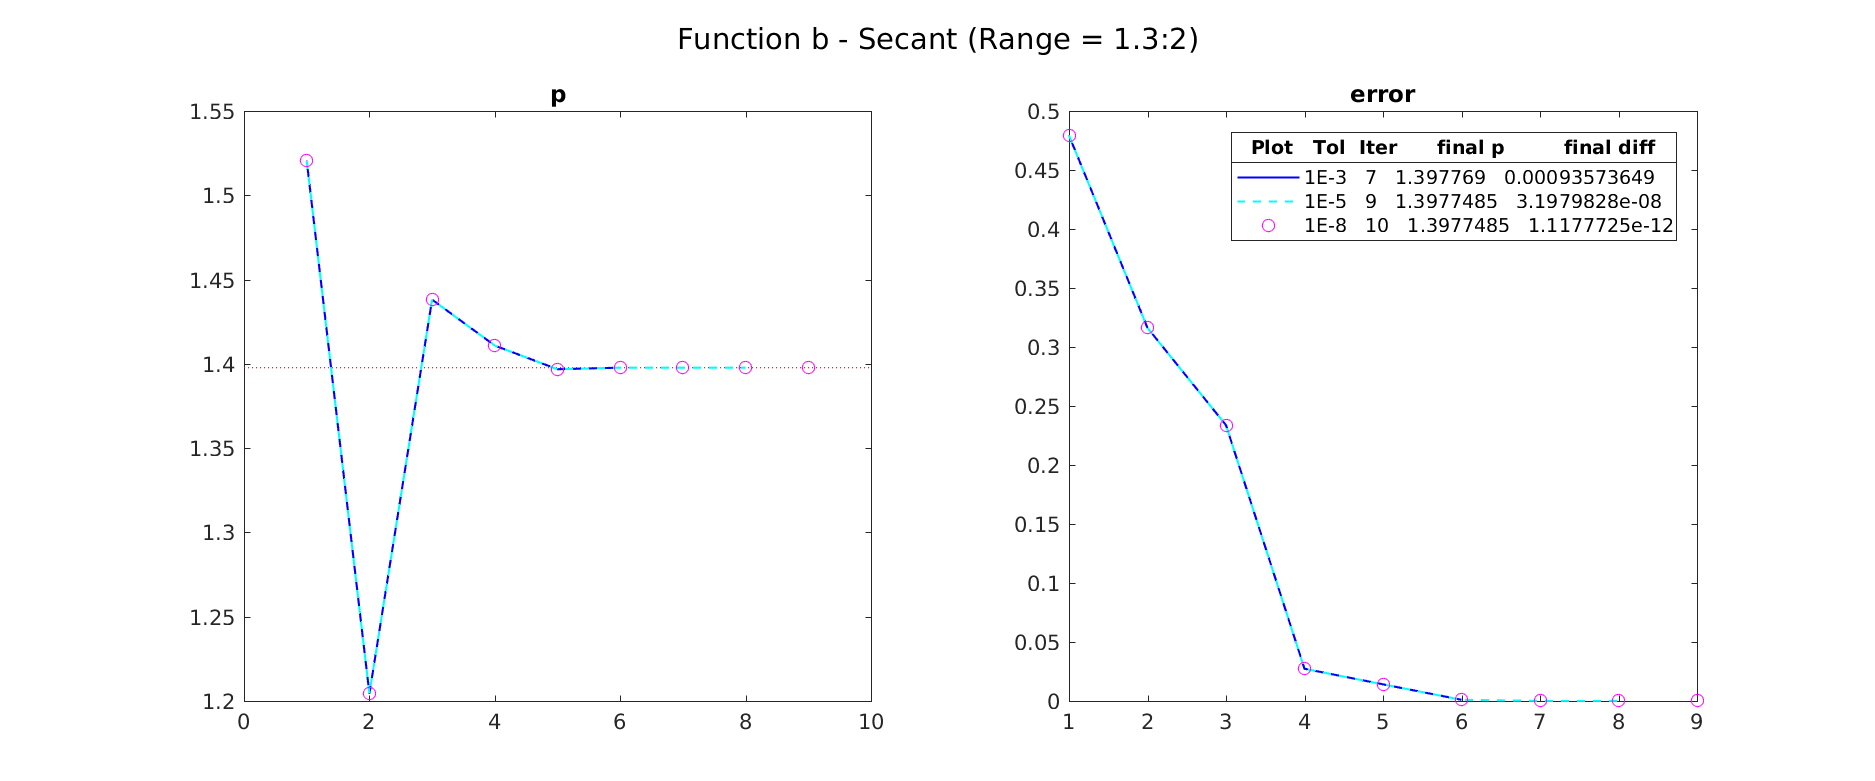 Function b - Secant (Range = 1.3:2)
p
1.55
1.5
1.45
1.4
1.35
1.3
1.25
1.2
0 2 4 6 8 10
error
0.5
0.45
0.4
0.35
0.3
0.25
0.2
0.15
0.1
0.05
0
1 2 3 4 5 6 7 8 9
Plot Tol Iter final p final diff
1E-3 7 1.397769 0.00093573649
1E-5 9 1.3977485 3.1979828e-08
1E-8 10 1.3977485 1.1177725e-12